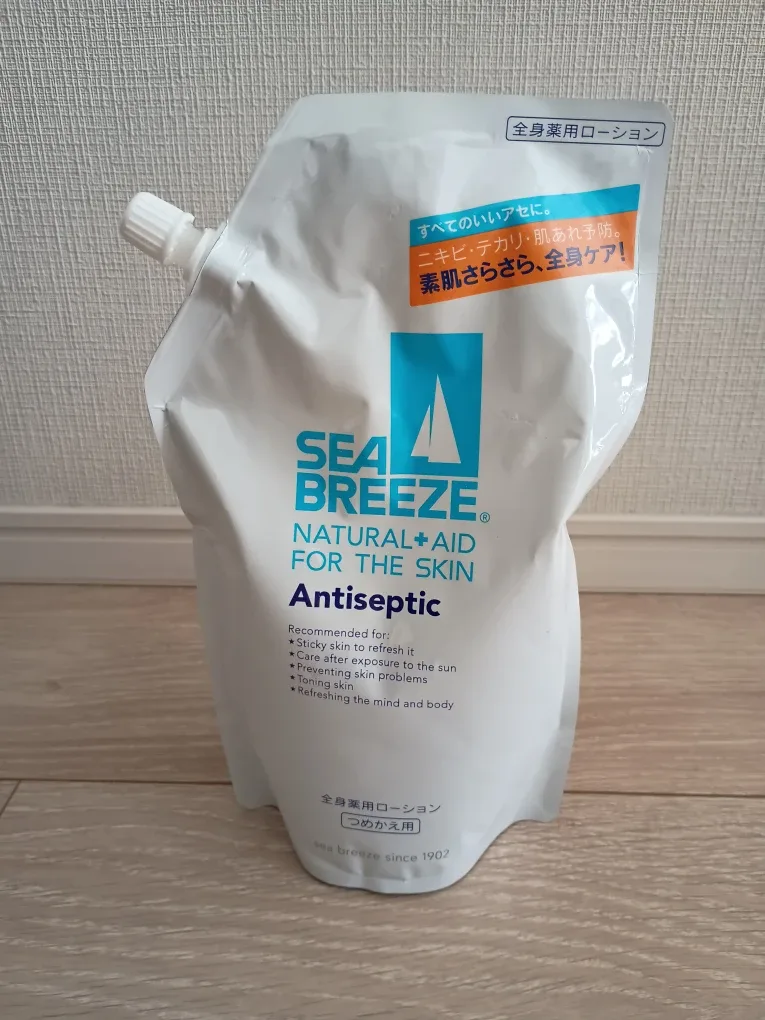 全身薬用ローション
すべてのいいアセに。
ニキビ・テカリ・肌あれ予防。
素肌さらさら、全身ケア!
SEA
BREEZE®
NATURAL+AID
FOR THE SKIN
Antiseptic
Recommended for:
★Sticky skin to refresh it
★Care after exposure to the sun
★Preventing skin problems
★Toning skin
★Refreshing the mind and body
全身薬用ローション
つめかえ用
sea breeze since 1902